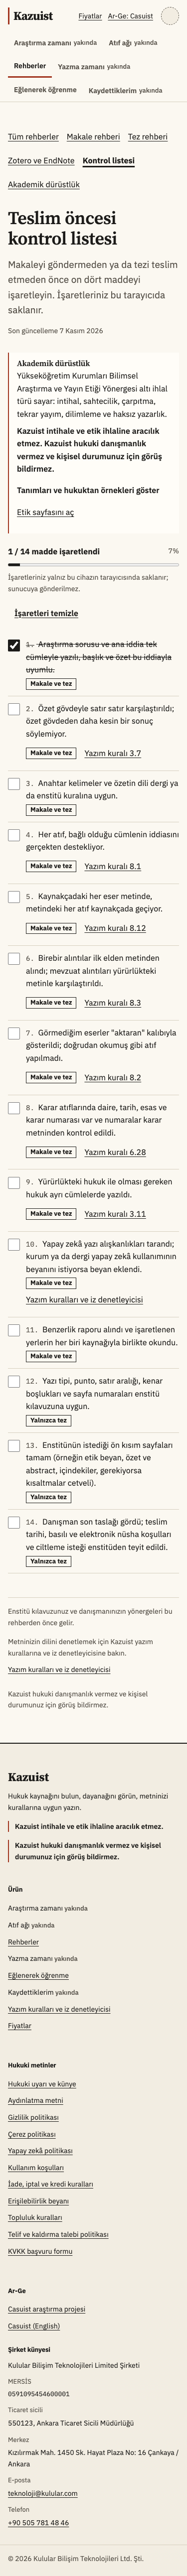 Kazuist
Fiyatlar Ar-Ge: Casuist
Araştırma zamanı yakında Atıf ağı yakında
Rehberler Yazma zamanı yakında
Eğlenerek öğrenme Kaydettiklerim yakında
Tüm rehberler Makale rehberi Tez rehberi
Zotero ve EndNote Kontrol listesi
Akademik dürüstlük
Teslim öncesi
kontrol listesi
Makaleyi göndermeden ya da tezi teslim
etmeden önce on dört maddeyi
işaretleyin. İşaretleriniz bu tarayıcıda
saklanır.
Son güncelleme 7 Kasım 2026
Akademik dürüstlük
Yükseköğretim Kurumları Bilimsel
Araştırma ve Yayın Etiği Yönergesi altı ihlal
türü sayar: intihal, sahtecilik, çarpıtma,
tekrar yayım, dilimleme ve haksız yazarlık.
Kazuist intihale ve etik ihlaline aracılık
etmez. Kazuist hukuki danışmanlık
vermez ve kişisel durumunuz için görüş
bildirmez.
Tanımları ve hukuktan örnekleri göster
Etik sayfasını aç
1 / 14 madde işaretlendi 7%
İşaretleriniz yalnız bu cihazın tarayıcısında saklanır;
sunucuya gönderilmez.
İşaretleri temizle
1. Araştırma sorusu ve ana iddia tek
cümleyle yazılı, başlık ve özet bu iddiayla
uyumlu.
Makale ve tez
2. Özet gövdeyle satır satır karşılaştırıldı;
özet gövdeden daha kesin bir sonuç
söylemiyor.
Makale ve tez Yazım kuralı 3.7
3. Anahtar kelimeler ve özetin dili dergi ya
da enstitü kuralına uygun.
Makale ve tez
4. Her atıf, bağlı olduğu cümlenin iddiasını
gerçekten destekliyor.
Makale ve tez Yazım kuralı 8.1
5. Kaynakçadaki her eser metinde,
metindeki her atıf kaynakçada geçiyor.
Makale ve tez Yazım kuralı 8.12
6. Birebir alıntılar ilk elden metinden
alındı; mevzuat alıntıları yürürlükteki
metinle karşılaştırıldı.
Makale ve tez Yazım kuralı 8.3
7. Görmediğim eserler "aktaran" kalıbıyla
gösterildi; doğrudan okumuş gibi atıf
yapılmadı.
Makale ve tez Yazım kuralı 8.2
8. Karar atıflarında daire, tarih, esas ve
karar numarası var ve numaralar karar
metninden kontrol edildi.
Makale ve tez Yazım kuralı 6.28
9. Yürürlükteki hukuk ile olması gereken
hukuk ayrı cümlelerde yazıldı.
Makale ve tez Yazım kuralı 3.11
10. Yapay zekâ yazı alışkanlıkları tarandı;
kurum ya da dergi yapay zekâ kullanımının
beyanını istiyorsa beyan eklendi.
Makale ve tez
Yazım kuralları ve iz denetleyicisi
11. Benzerlik raporu alındı ve işaretlenen
yerlerin her biri kaynağıyla birlikte okundu.
Makale ve tez
12. Yazı tipi, punto, satır aralığı, kenar
boşlukları ve sayfa numaraları enstitü
kılavuzuna uygun.
Yalnızca tez
13. Enstitünün istediği ön kısım sayfaları
tamam (örneğin etik beyan, özet ve
abstract, içindekiler, gerekiyorsa
kısaltmalar cetveli).
Yalnızca tez
14. Danışman son taslağı gördü; teslim
tarihi, basılı ve elektronik nüsha koşulları
ve ciltleme isteği enstitüden teyit edildi.
Yalnızca tez
Enstitü kılavuzunuz ve danışmanınızın yönergeleri bu
rehberden önce gelir.
Metninizin dilini denetlemek için Kazuist yazım
kurallarına ve iz denetleyicisine bakın.
Yazım kuralları ve iz denetleyicisi
Kazuist hukuki danışmanlık vermez ve kişisel
durumunuz için görüş bildirmez.
Kazuist
Hukuk kaynağını bulun, dayanağını görün, metninizi
kurallarına uygun yazın.
Kazuist intihale ve etik ihlaline aracılık etmez.
Kazuist hukuki danışmanlık vermez ve kişisel
durumunuz için görüş bildirmez.
Ürün
Araştırma zamanı yakında
Atıf ağı yakında
Rehberler
Yazma zamanı yakında
Eğlenerek öğrenme
Kaydettiklerim yakında
Yazım kuralları ve iz denetleyicisi
Fiyatlar
Hukuki metinler
Hukuki uyarı ve künye
Aydınlatma metni
Gizlilik politikası
Çerez politikası
Yapay zekâ politikası
Kullanım koşulları
İade, iptal ve kredi kuralları
Erişilebilirlik beyanı
Topluluk kuralları
Telif ve kaldırma talebi politikası
KVKK başvuru formu
Ar-Ge
Casuist araştırma projesi
Casuist (English)
Şirket künyesi
Kulular Bilişim Teknolojileri Limited Şirketi
MERSİS
0591095454600001
Ticaret sicili
550123, Ankara Ticaret Sicili Müdürlüğü
Merkez
Kızılırmak Mah. 1450 Sk. Hayat Plaza No: 16 Çankaya /
Ankara
E-posta
teknoloji@kulular.com
Telefon
+90 505 781 48 46
© 2026 Kulular Bilişim Teknolojileri Ltd. Şti.